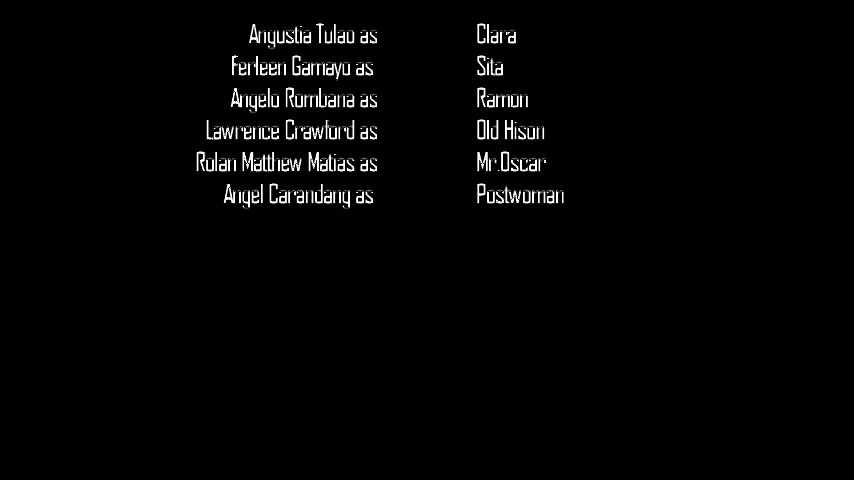 Angustia Tulao as Clara
Ferleen Gamayo as Sita
Angelo Rombana as Ramon
Lawrence Crawford as Old Hison
Rolan Matthew Matias as Mr.Oscar
Angel Carandang as Postwoman